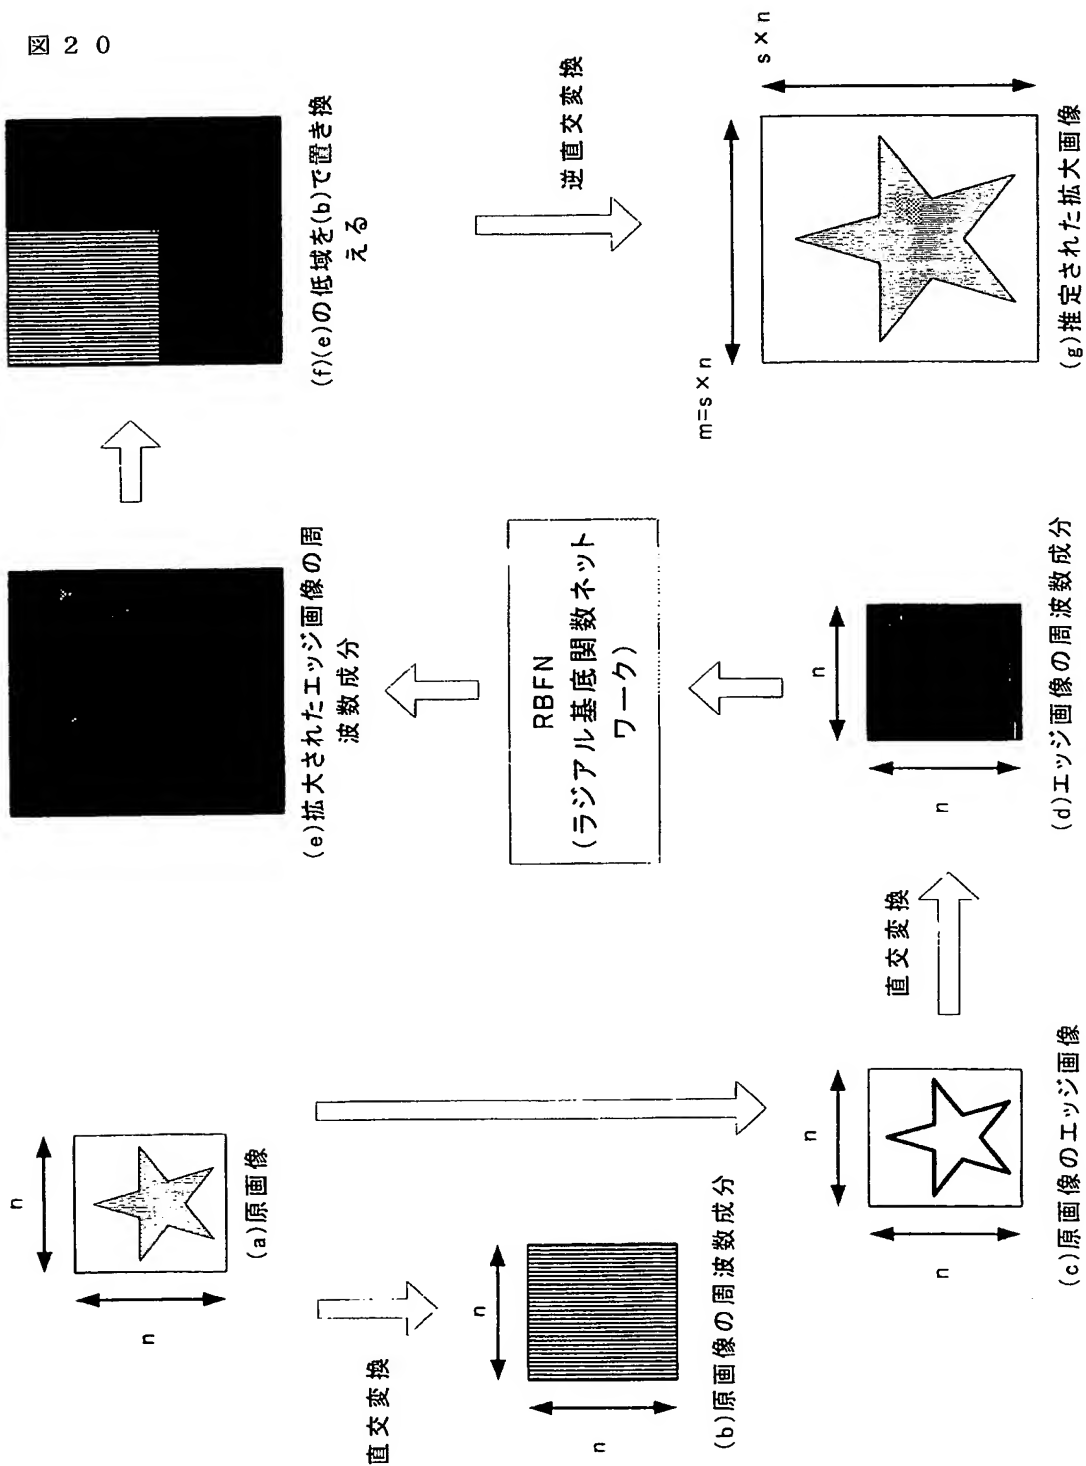 図20
n
n
(a)原画像
直交変換
n
n
(b)原画像の周波数成分
n
n
(c)原画像のエッジ画像
直交変換
n
n
(d)エッジ画像の周波数成分
RBFN
(ラジアル基底関数ネット
ワーク)
(e)拡大されたエッジ画像の周
波数成分
(f)(e)の低域を(b)で置き換
える
逆直交変換
m=s×n
s×n
(g)推定された拡大画像